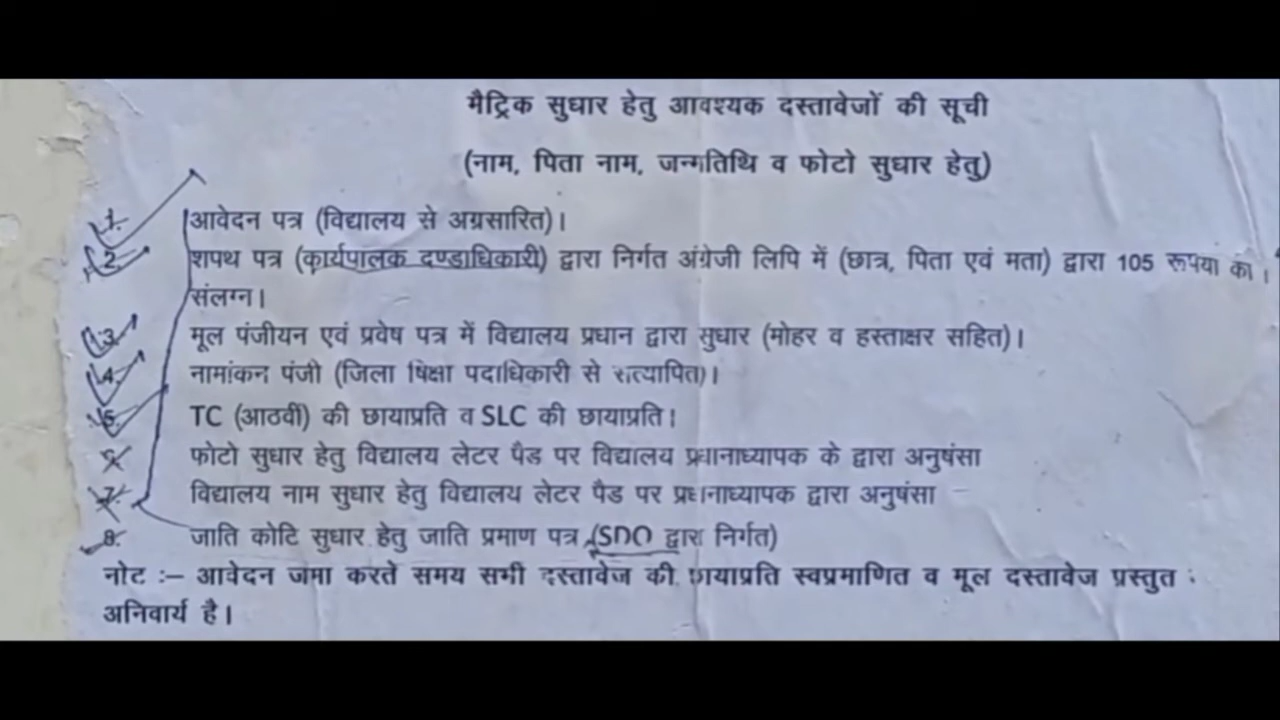 मैट्रिक सुधार हेतु आवश्यक दस्तावेजों की सूची
(नाम, पिता नाम, जन्मतिथि व फोटो सुधार हेतु)
1. आवेदन पत्र (विद्यालय से अग्रसारित)।
2. शपथ पत्र (कार्यपालक दण्डाधिकारी) द्वारा निर्गत अंग्रेजी लिपि में (छात्र, पिता एवं मता) द्वारा 105 रूपया का।
संलग्न।
3. मूल पंजीयन एवं प्रवेष पत्र में विद्यालय प्रधान द्वारा सुधार (मोहर व हस्ताक्षर सहित)।
4. नामांकन पंजी (जिला षिक्षा पदाधिकारी से सत्यापित)।
5. TC (आठवीं) की छायाप्रति व SLC की छायाप्रति।
6. फोटो सुधार हेतु विद्यालय लेटर पैड पर विद्यालय प्रधानाध्यापक के द्वारा अनुषंसा
7. विद्यालय नाम सुधार हेतु विद्यालय लेटर पैड पर प्रधानाध्यापक द्वारा अनुषंसा
8. जाति कोटि सुधार हेतु जाति प्रमाण पत्र (SDO द्वारा निर्गत)
नोट :– आवेदन जमा करते समय सभी दस्तावेज की छायाप्रति स्वप्रमाणित व मूल दस्तावेज प्रस्तुत
अनिवार्य है।